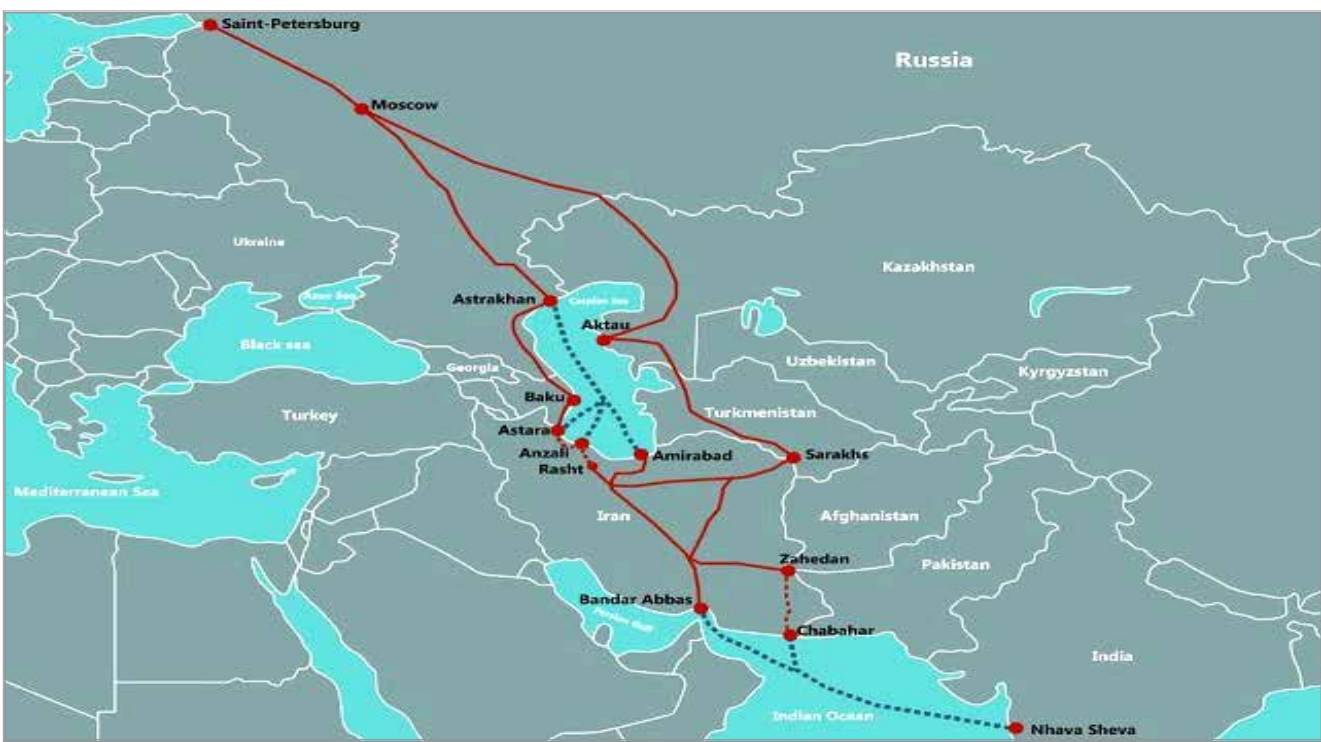 Saint-Petersburg
Russia
Moscow
Ukraine
Kazakhstan
Astrakhan
Azov Sea
Caspian Sea
Aktau
Black sea
Georgia
Uzbekistan
Kyrgyzstan
Baku
Turkey
Turkmenistan
Astara
Anzali
Amirabad
Sarakhs
Rasht
Mediterranean Sea
Iran
Afghanistan
Zahedan
Pakistan
Bandar Abbas
Persian Gulf
Chabahar
India
Indian Ocean
Nhava Sheva